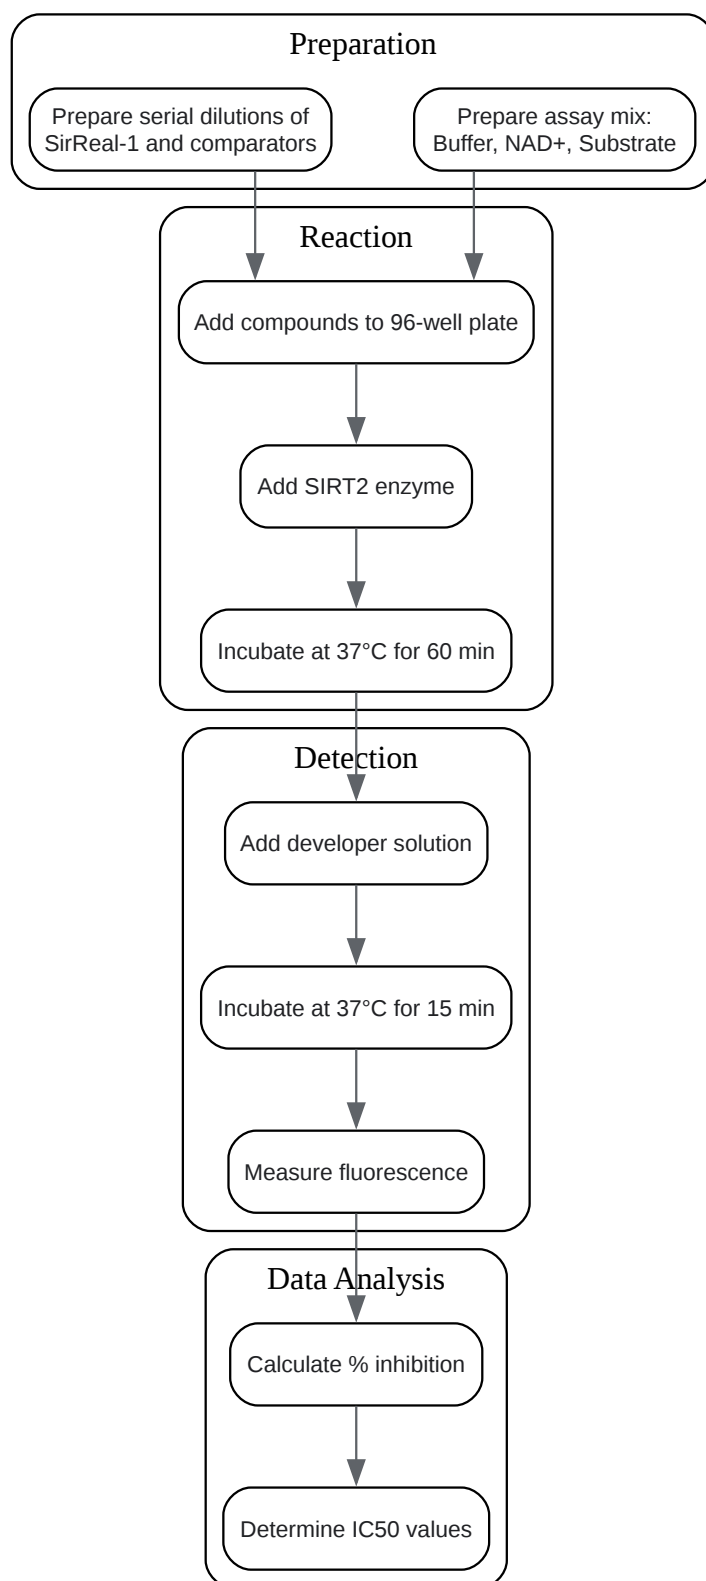 Preparation
Prepare serial dilutions of
SirReal-1 and comparators
Prepare assay mix:
Buffer, NAD+, Substrate
Reaction
Add compounds to 96-well plate
Add SIRT2 enzyme
Incubate at 37°C for 60 min
Detection
Add developer solution
Incubate at 37°C for 15 min
Measure fluorescence
Data Analysis
Calculate % inhibition
Determine IC50 values